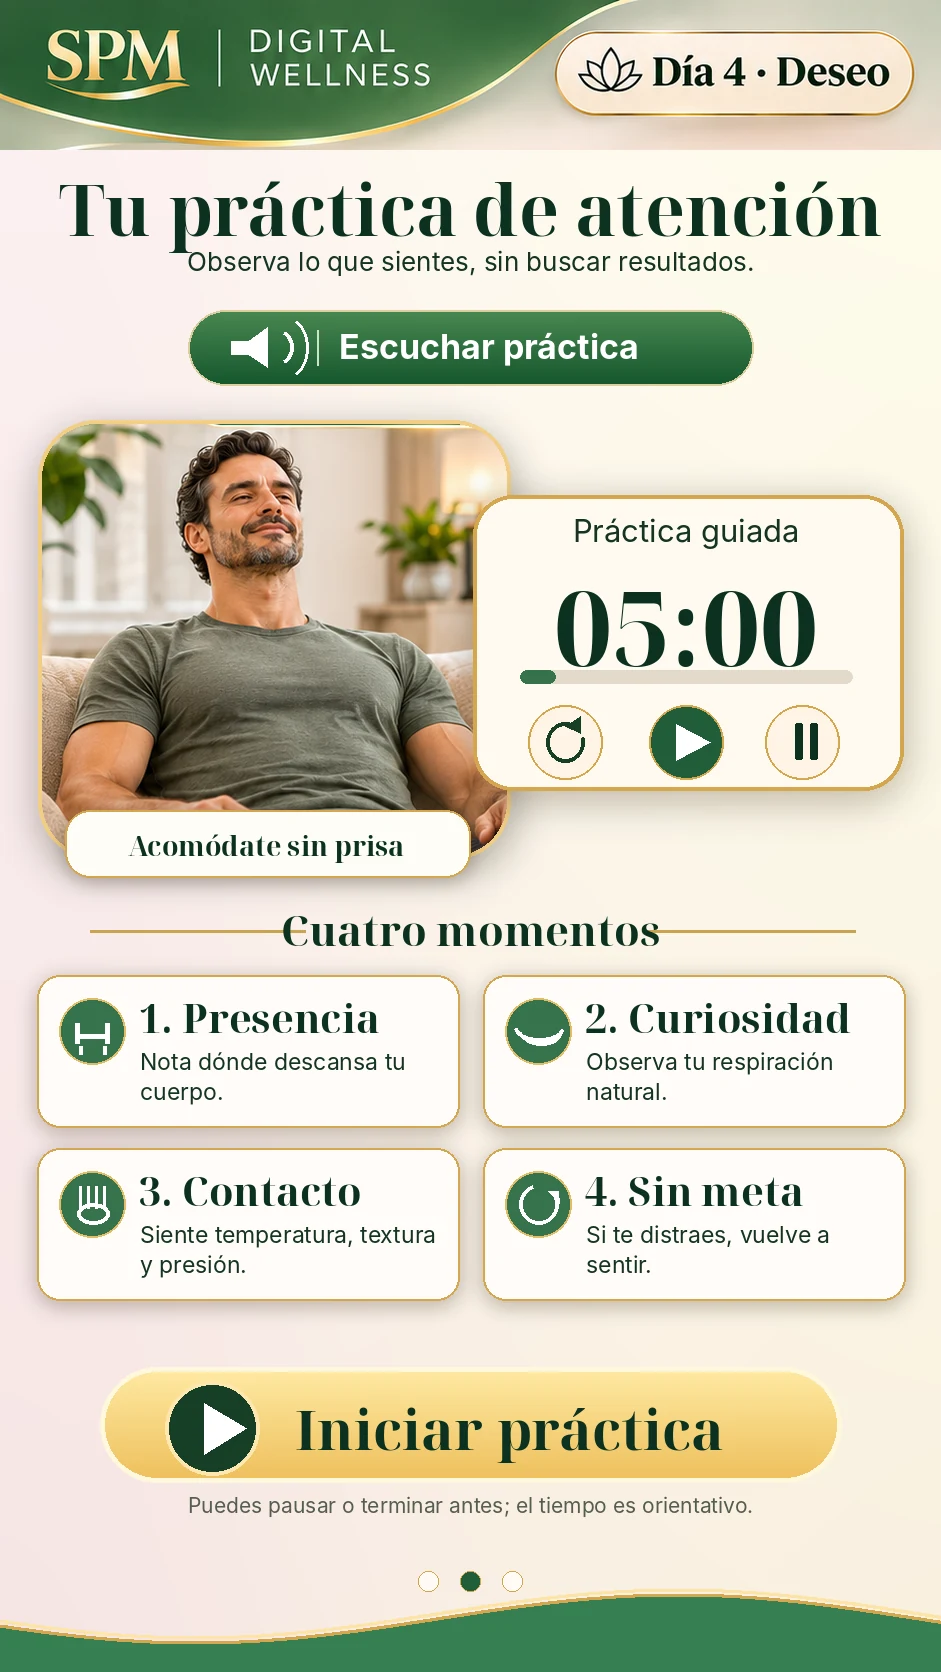 SPM
DIGITAL
WELLNESS
Día 4 · Deseo
Tu práctica de atención
Observa lo que sientes, sin buscar resultados.
Escuchar práctica
Práctica guiada
05:00
Acomódate sin prisa
Cuatro momentos
1. Presencia
Nota dónde descansa tu
cuerpo.
2. Curiosidad
Observa tu respiración
natural.
3. Contacto
Siente temperatura, textura
y presión.
4. Sin meta
Si te distraes, vuelve a
sentir.
Iniciar práctica
Puedes pausar o terminar antes; el tiempo es orientativo.